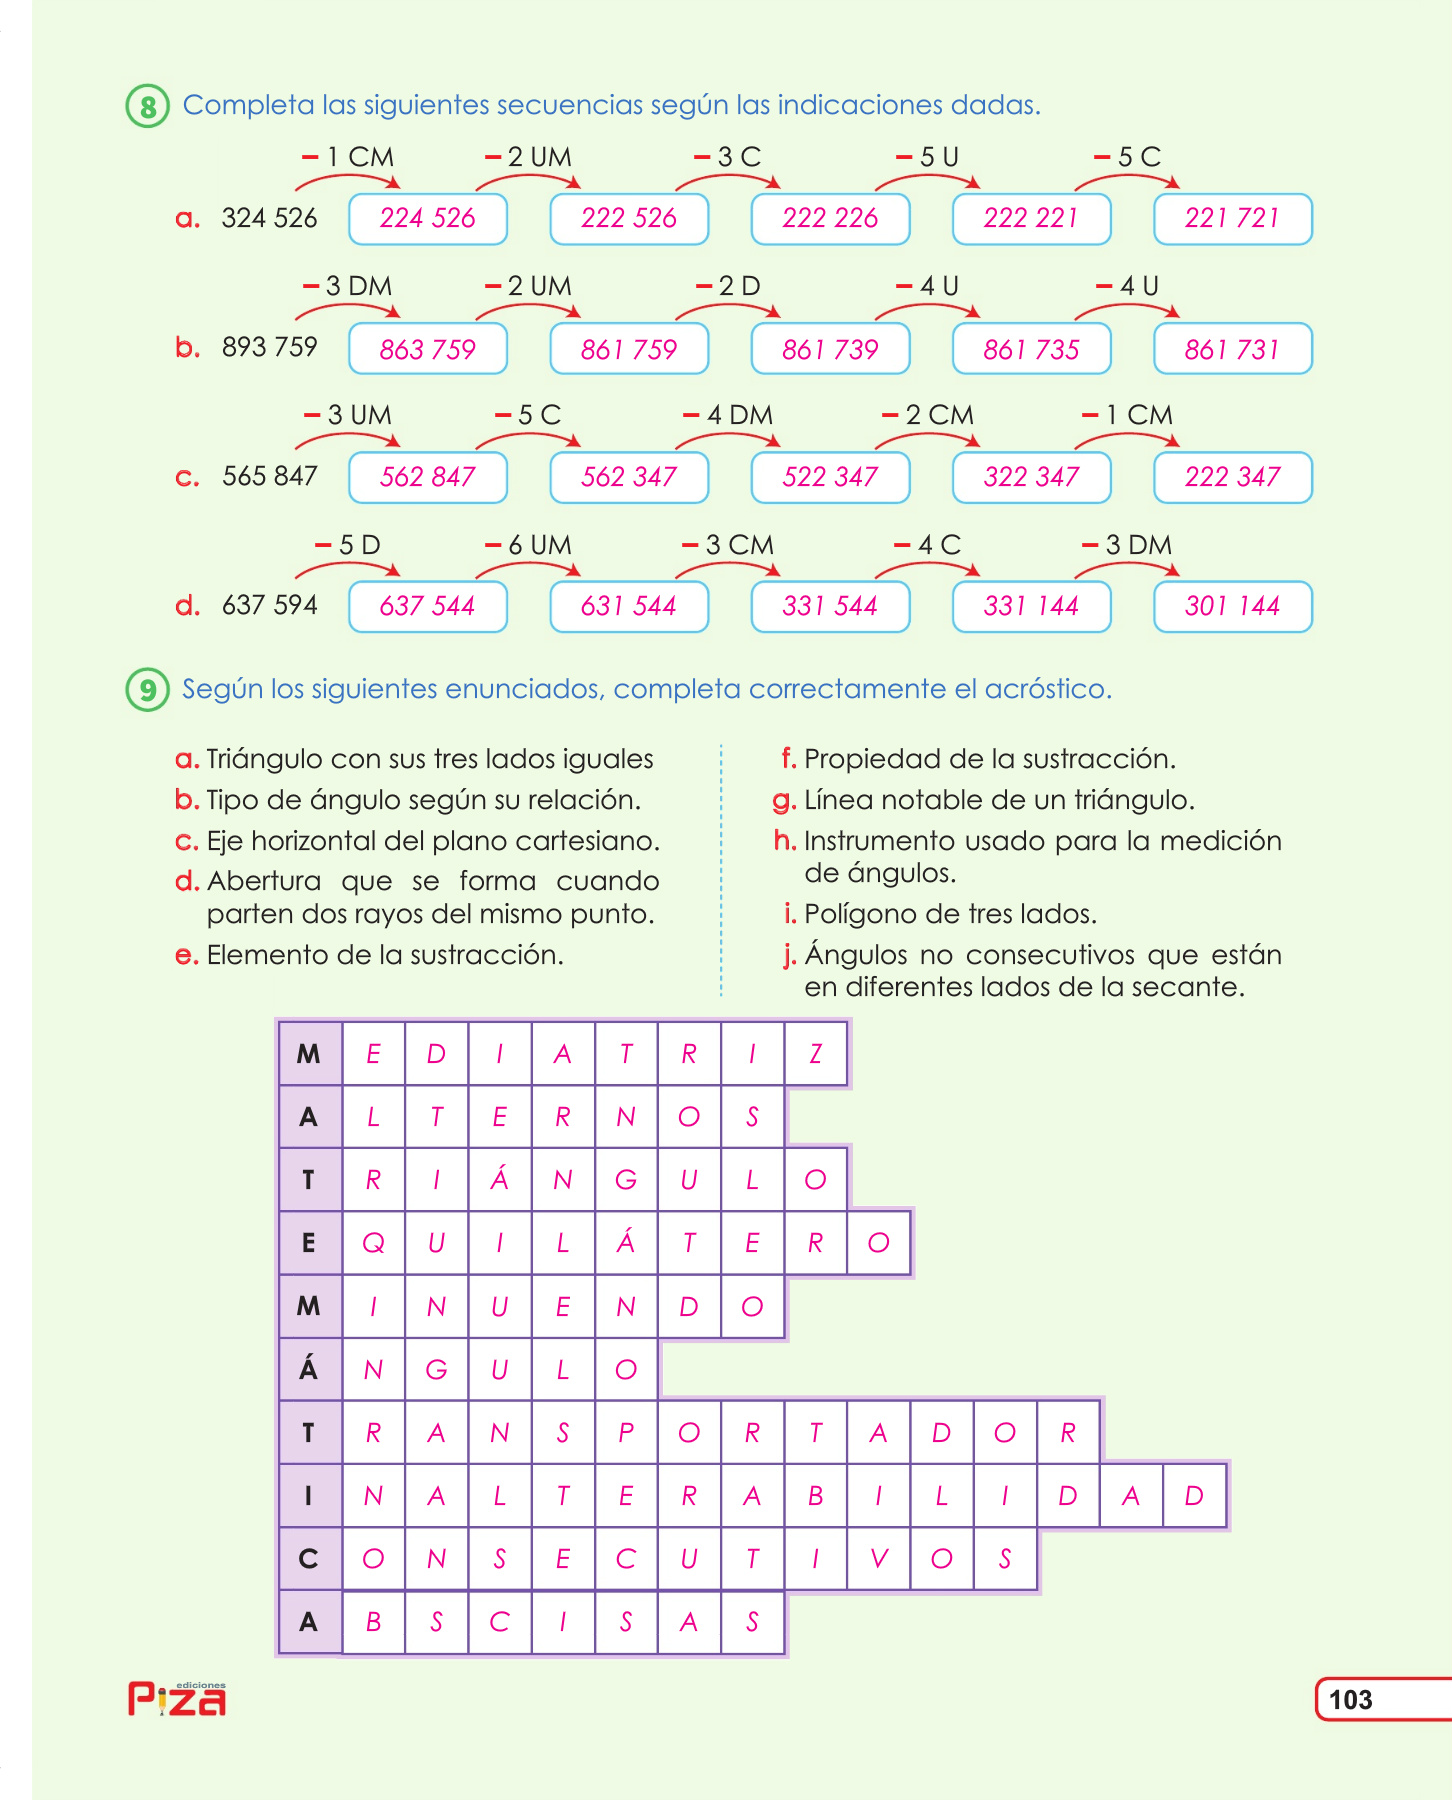 8 Completa las siguientes secuencias según las indicaciones dadas.
– 1 CM – 2 UM – 3 C – 5 U – 5 C
a. 324 526 224 526 222 526 222 226 222 221 221 721
– 3 DM – 2 UM – 2 D – 4 U – 4 U
b. 893 759 863 759 861 759 861 739 861 735 861 731
– 3 UM – 5 C – 4 DM – 2 CM – 1 CM
c. 565 847 562 847 562 347 522 347 322 347 222 347
– 5 D – 6 UM – 3 CM – 4 C – 3 DM
d. 637 594 637 544 631 544 331 544 331 144 301 144
9 Según los siguientes enunciados, completa correctamente el acróstico.
a. Triángulo con sus tres lados iguales
b. Tipo de ángulo según su relación.
c. Eje horizontal del plano cartesiano.
d. Abertura que se forma cuando
parten dos rayos del mismo punto.
e. Elemento de la sustracción.
f. Propiedad de la sustracción.
g. Línea notable de un triángulo.
h. Instrumento usado para la medición
de ángulos.
i. Polígono de tres lados.
j. Ángulos no consecutivos que están
en diferentes lados de la secante.
M E D I A T R I Z
A L T E R N O S
T R I Á N G U L O
E Q U I L Á T E R O
M I N U E N D O
Á N G U L O
T R A N S P O R T A D O R
I N A L T E R A B I L I D A D
C O N S E C U T I V O S
A B S C I S A S
ediciones
Piza
103